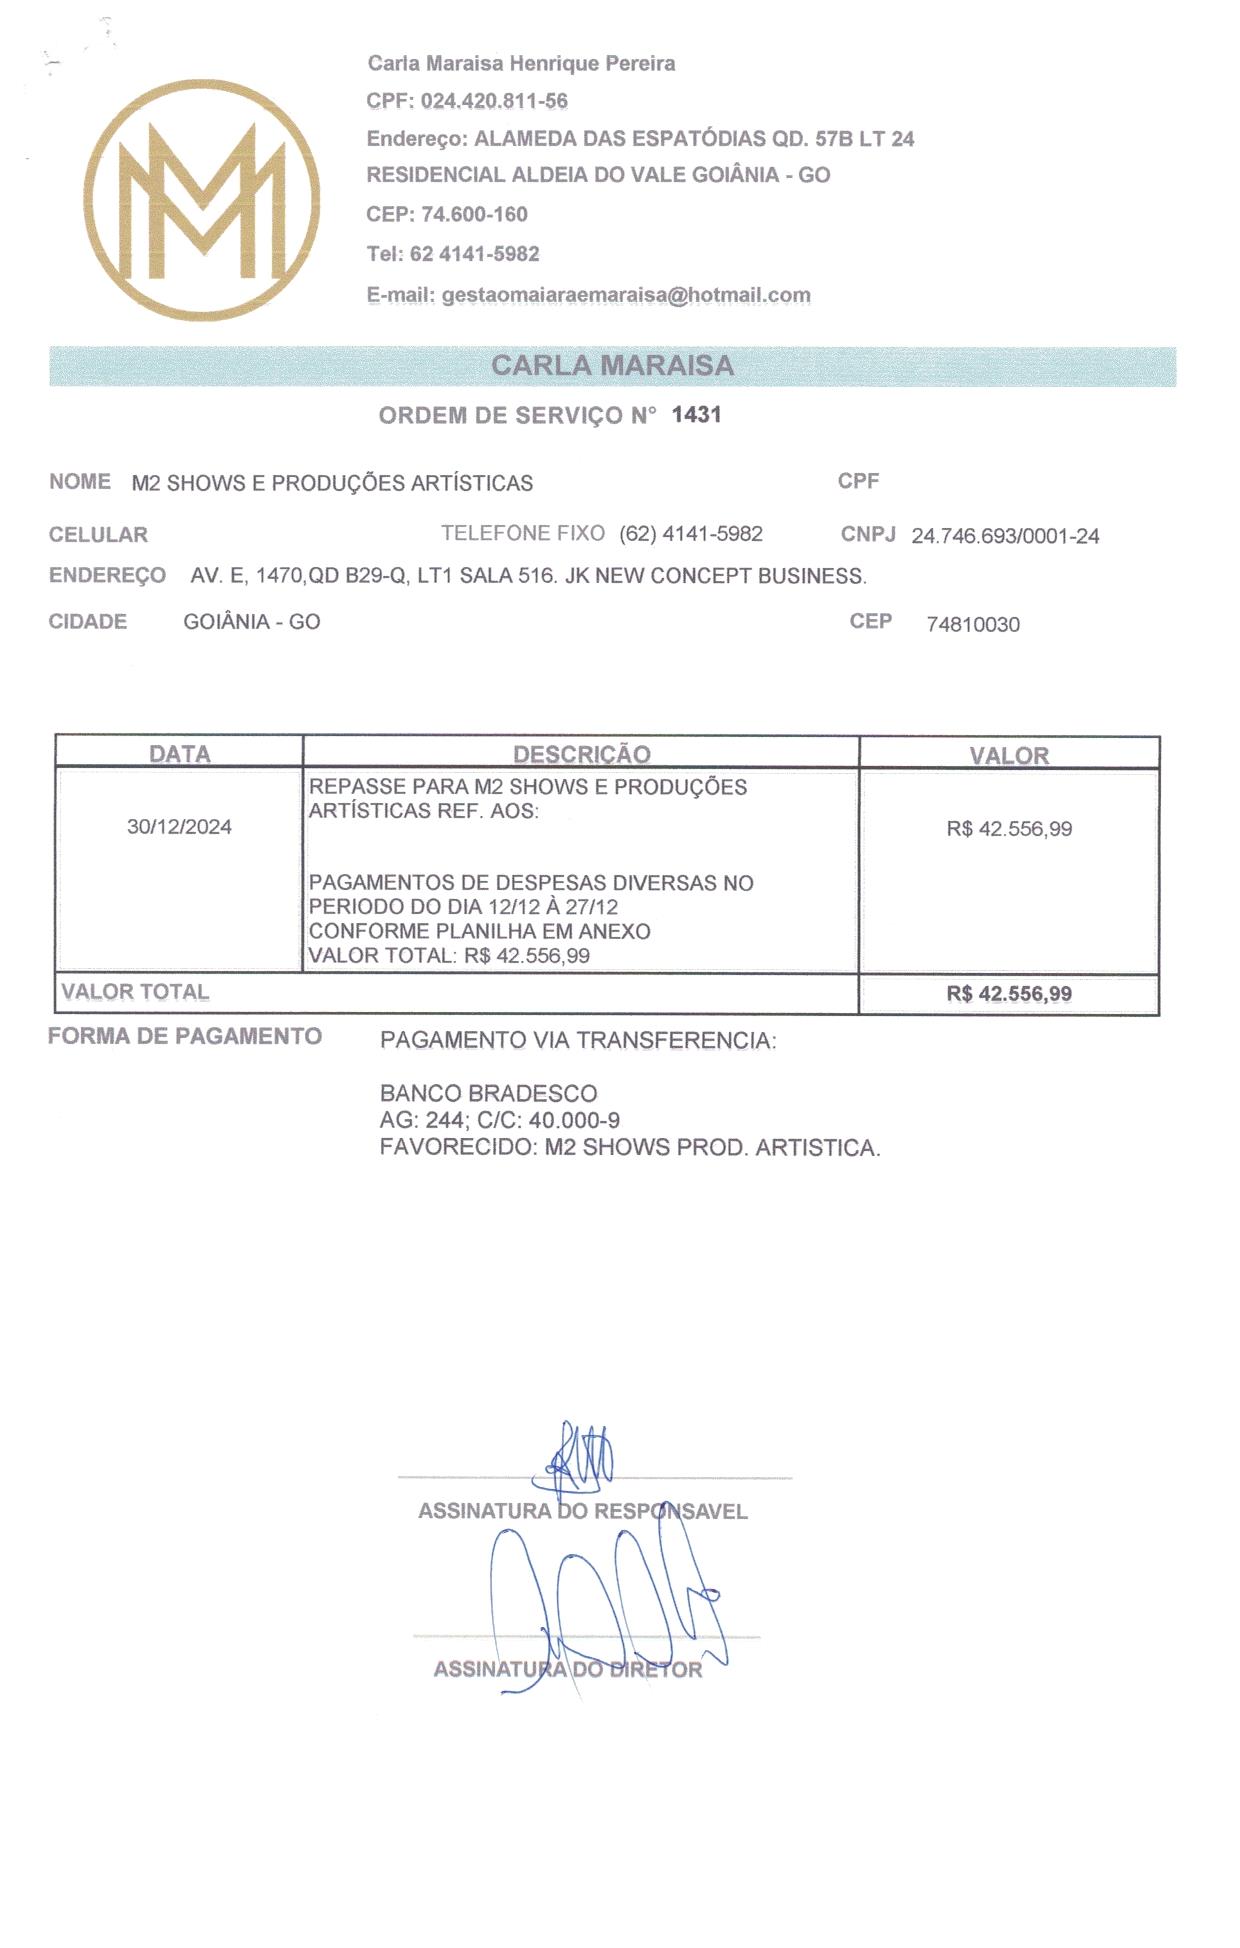 Carla Maraisa Henrique Pereira
CPF: 024.420.811-56
Endereço: ALAMEDA DAS ESPATÓDIAS QD. 57B LT 24
RESIDENCIAL ALDEIA DO VALE GOIÂNIA - GO
CEP: 74.600-160
Tel: 62 4141-5982
E-mail: gestaomaiaraemaraisa@hotmail.com
CARLA MARAISA
ORDEM DE SERVIÇO N° 1431
NOME M2 SHOWS E PRODUÇÕES ARTÍSTICAS CPF
CELULAR TELEFONE FIXO (62) 4141-5982 CNPJ 24.746.693/0001-24
ENDEREÇO AV. E, 1470,QD B29-Q, LT1 SALA 516. JK NEW CONCEPT BUSINESS.
CIDADE GOIÂNIA - GO CEP 74810030
DATA DESCRIÇÃO VALOR
REPASSE PARA M2 SHOWS E PRODUÇÕES
ARTÍSTICAS REF. AOS:
30/12/2024 R$ 42.556,99
PAGAMENTOS DE DESPESAS DIVERSAS NO
PERIODO DO DIA 12/12 À 27/12
CONFORME PLANILHA EM ANEXO
VALOR TOTAL: R$ 42.556,99
VALOR TOTAL R$ 42.556,99
FORMA DE PAGAMENTO PAGAMENTO VIA TRANSFERENCIA:
BANCO BRADESCO
AG: 244; C/C: 40.000-9
FAVORECIDO: M2 SHOWS PROD. ARTISTICA.
ASSINATURA DO RESPONSAVEL
ASSINATURA DO DIRETOR